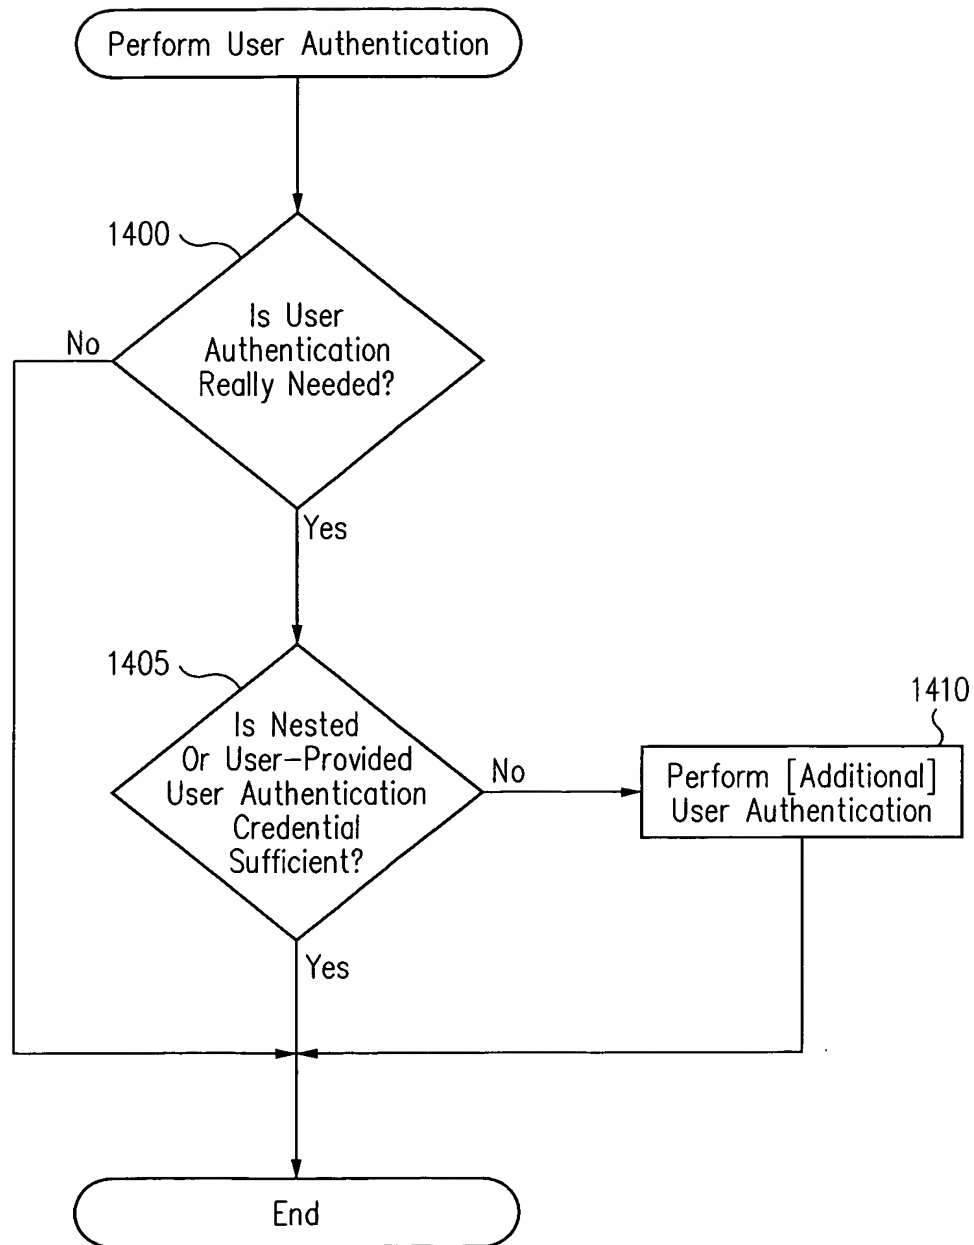 Perform User Authentication
1400
Is User
Authentication
Really Needed?
No
Yes
1405
Is Nested
Or User-Provided
User Authentication
Credential
Sufficient?
No
1410
Perform [Additional]
User Authentication
Yes
End